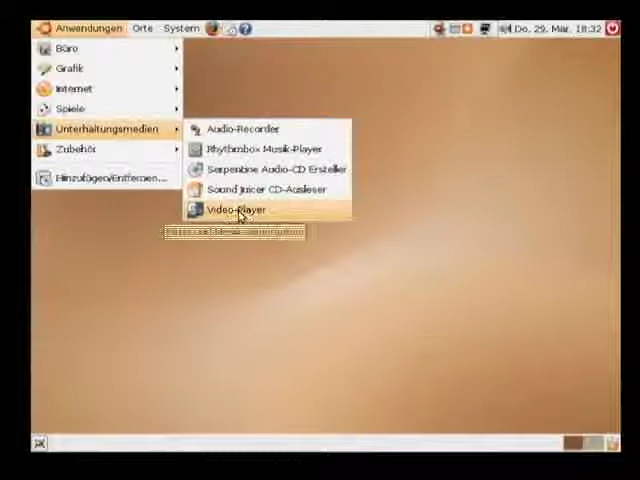 Anwendungen Orte System Do. 29. Mär, 18:32
Büro
Grafik
Internet
Spiele
Unterhaltungsmedien
Zubehör
Hinzufügen/Entfernen...
Audio-Recorder
Rhythmbox Musik-Player
Serpentine Audio-CD Ersteller
Sound Juicer CD-Ausleser
Video-Player